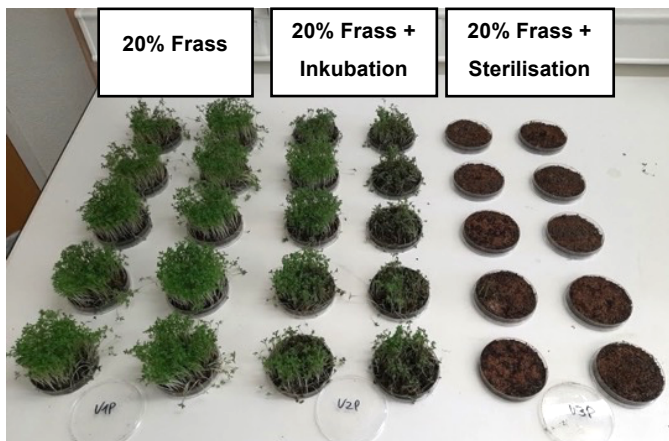 20% Frass
20% Frass +
Inkubation
20% Frass +
Sterilisation
V1P
V2P
V3P